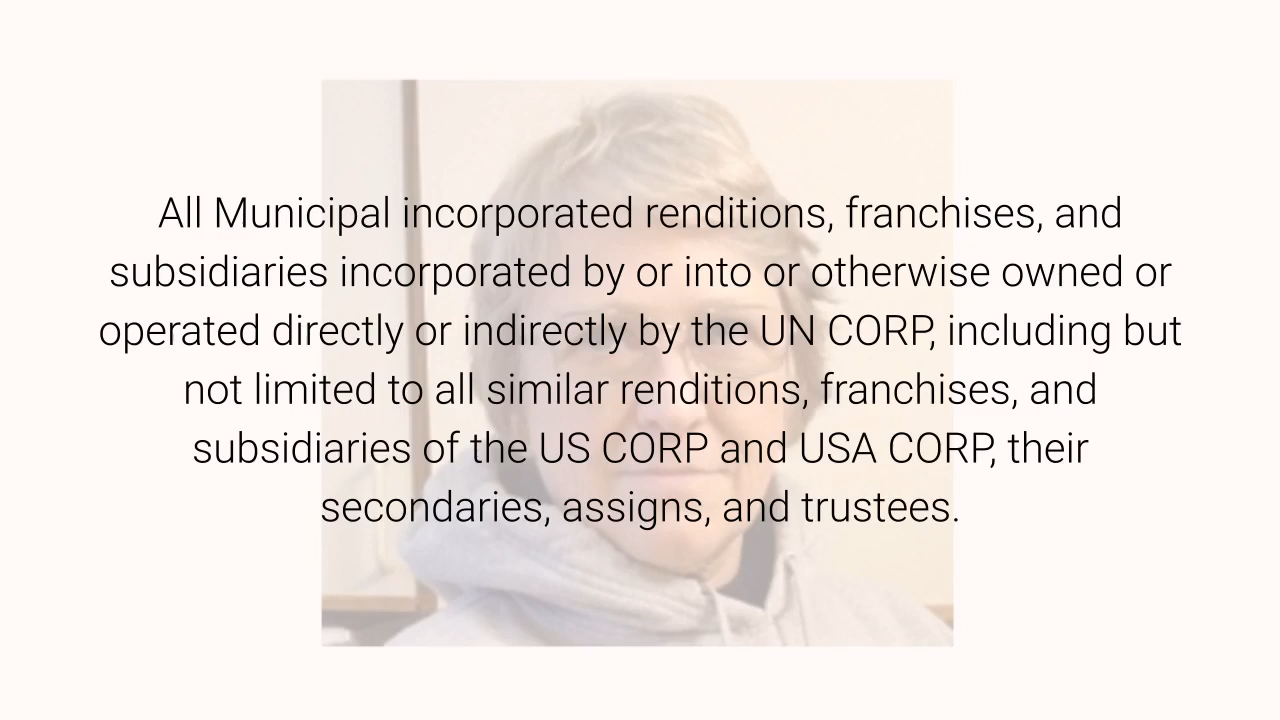 All Municipal incorporated renditions, franchises, and
subsidiaries incorporated by or into or otherwise owned or
operated directly or indirectly by the UN CORP, including but
not limited to all similar renditions, franchises, and
subsidiaries of the US CORP and USA CORP, their
secondaries, assigns, and trustees.